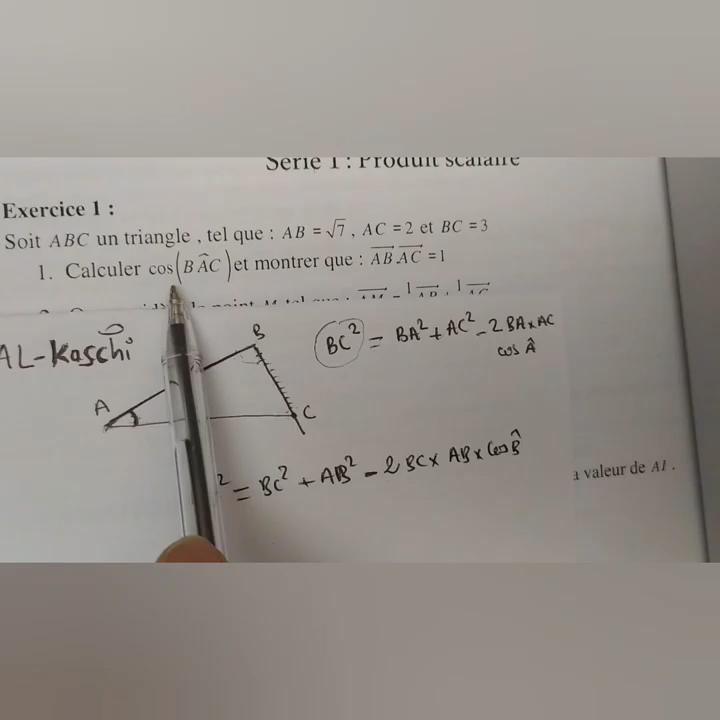 Série 1 : Produit scalaire
Exercice 1 :
Soit ABC un triangle , tel que : AB = √7 , AC = 2 et BC = 3
1. Calculer cos(BÂC) et montrer que : AB.AC = 1
AL-Kaschi
B
A
C
BC² = BA² + AC² - 2 BA x AC
cos Â
² = BC² + AB² - 2 BC x AB x Cos B̂
a valeur de AI .